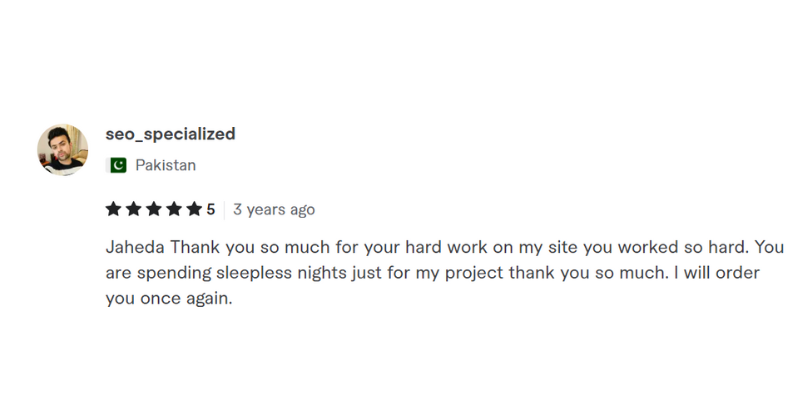 seo_specialized
Pakistan
5 3 years ago
Jaheda Thank you so much for your hard work on my site you worked so hard. You
are spending sleepless nights just for my project thank you so much. I will order
you once again.